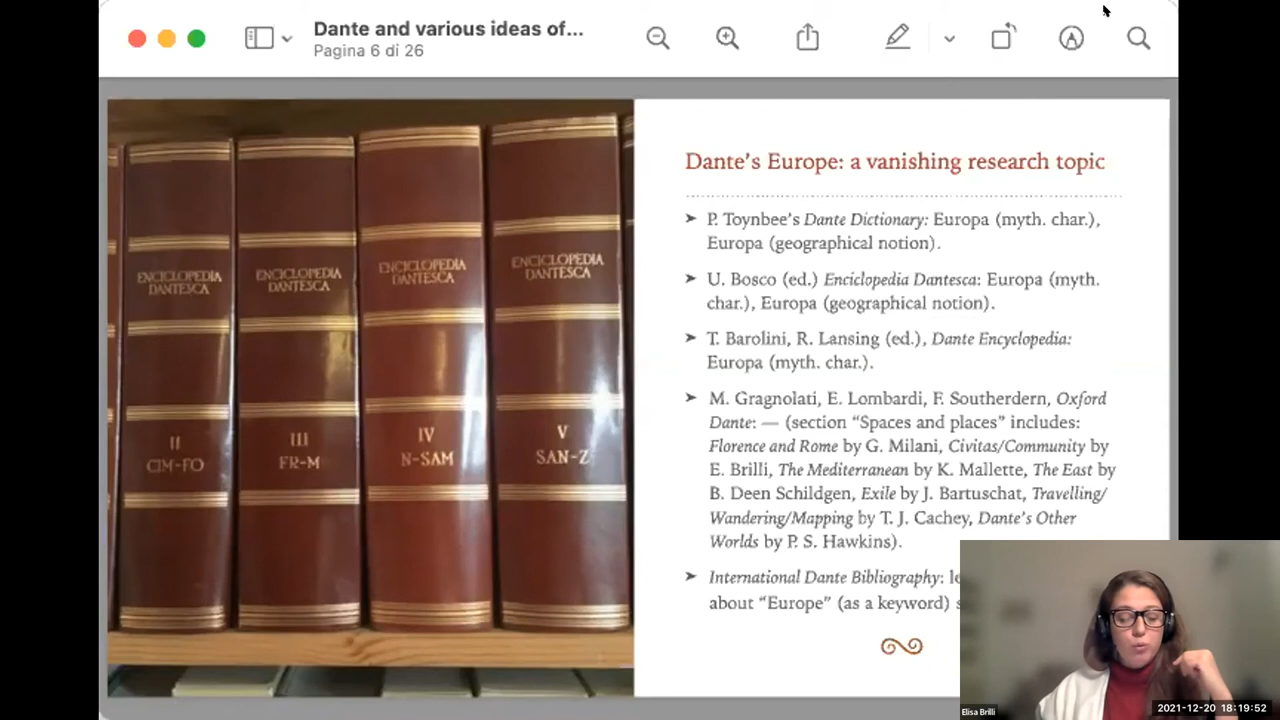 Dante and various ideas of...
Pagina 6 di 26
ENCICLOPEDIA
DANTESCA
II
CIM-FO
ENCICLOPEDIA
DANTESCA
III
FR-M
ENCICLOPEDIA
DANTESCA
IV
N-SAM
ENCICLOPEDIA
DANTESCA
V
SAN-Z
Dante's Europe: a vanishing research topic
➤ P. Toynbee's Dante Dictionary: Europa (myth. char.),
Europa (geographical notion).
➤ U. Bosco (ed.) Enciclopedia Dantesca: Europa (myth.
char.), Europa (geographical notion).
➤ T. Barolini, R. Lansing (ed.), Dante Encyclopedia:
Europa (myth. char.).
➤ M. Gragnolati, E. Lombardi, F. Southerdern, Oxford
Dante: — (section “Spaces and places” includes:
Florence and Rome by G. Milani, Civitas/Community by
E. Brilli, The Mediterranean by K. Mallette, The East by
B. Deen Schildgen, Exile by J. Bartuschat, Travelling/
Wandering/Mapping by T. J. Cachey, Dante's Other
Worlds by P. S. Hawkins).
➤ International Dante Bibliography:
about “Europe” (as a keyword)
Elisa Brilli
2021-12-20 18:19:52